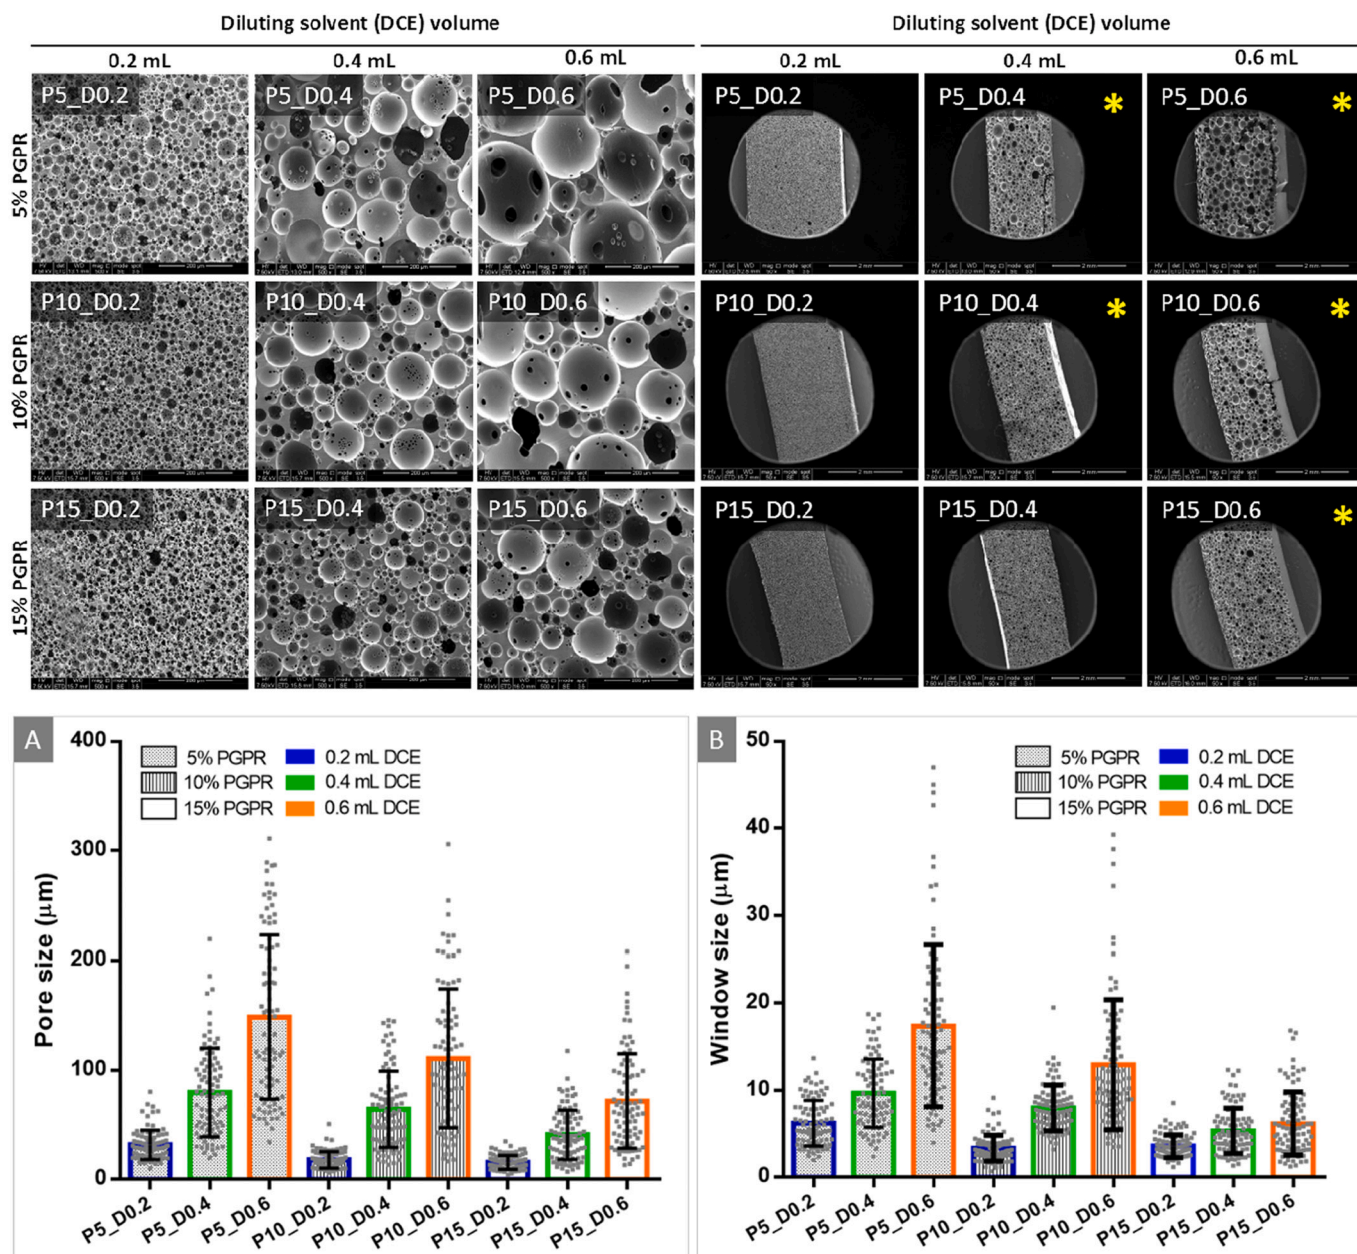 Diluting solvent (DCE) volume
Diluting solvent (DCE) volume
0.2 mL
0.4 mL
0.6 mL
0.2 mL
0.4 mL
0.6 mL
5% PGPR
P5_D0.2
P5_D0.4
P5_D0.6
P5_D0.2
P5_D0.4
*
P5_D0.6
*
10% PGPR
P10_D0.2
P10_D0.4
P10_D0.6
P10_D0.2
P10_D0.4
*
P10_D0.6
*
15% PGPR
P15_D0.2
P15_D0.4
P15_D0.6
P15_D0.2
P15_D0.4
P15_D0.6
*
A
Pore size (μm)
400
300
200
100
0
5% PGPR
0.2 mL DCE
10% PGPR
0.4 mL DCE
15% PGPR
0.6 mL DCE
P5_D0.2
P5_D0.4
P5_D0.6
P10_D0.2
P10_D0.4
P10_D0.6
P15_D0.2
P15_D0.4
P15_D0.6
B
Window size (μm)
50
40
30
20
10
0
5% PGPR
0.2 mL DCE
10% PGPR
0.4 mL DCE
15% PGPR
0.6 mL DCE
P5_D0.2
P5_D0.4
P5_D0.6
P10_D0.2
P10_D0.4
P10_D0.6
P15_D0.2
P15_D0.4
P15_D0.6